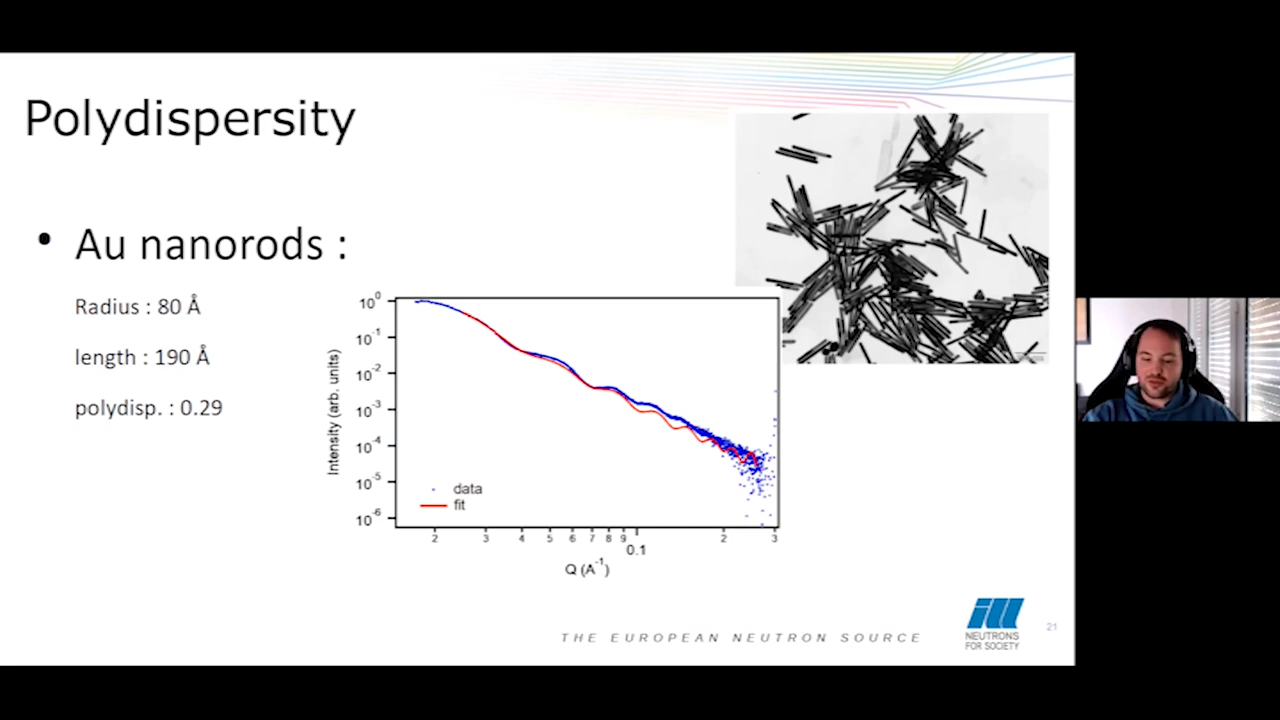 Polydispersity
• Au nanorods :
Radius : 80 Å
length : 190 Å
polydisp. : 0.29
Intensity (arb. units)
10^0
10^-1
10^-2
10^-3
10^-4
10^-5
10^-6
data
fit
2 3 4 5 6 7 8 9 0.1 2 3
Q (A^-1)
THE EUROPEAN NEUTRON SOURCE
ill
NEUTRONS
FOR SOCIETY
21